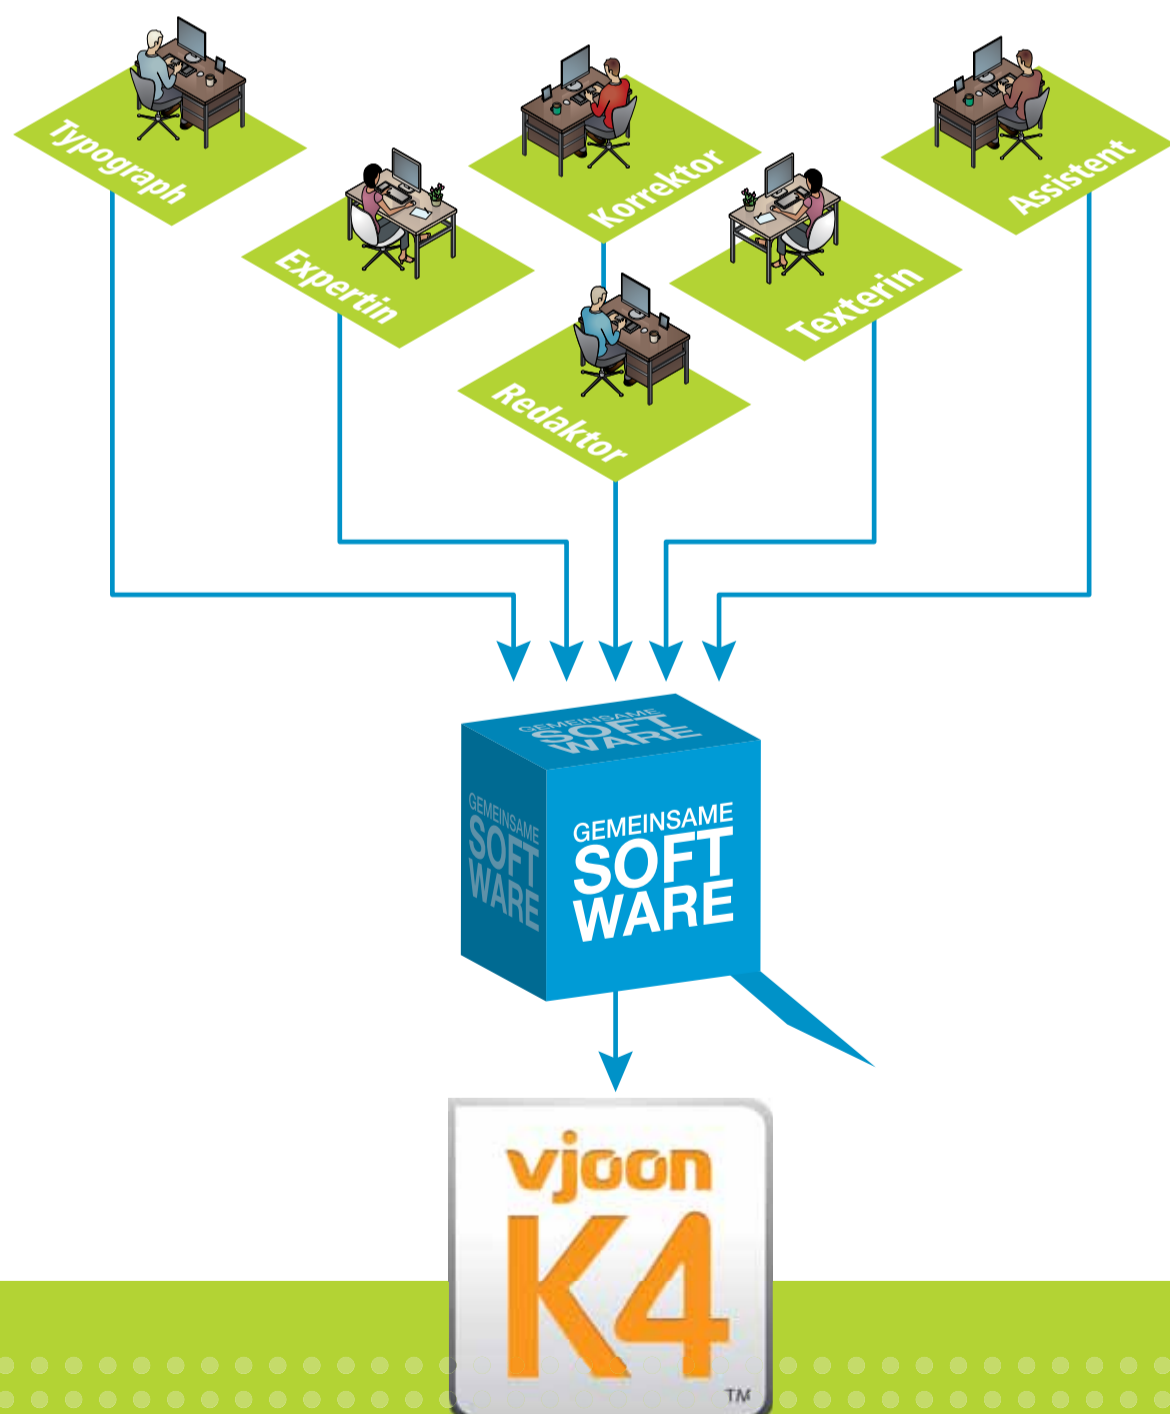 Typograph
Korrektor
Assistent
Expertin
Texterin
Redaktor
GEMEINSAME
SOFT
WARE
GEMEINSAME
SOFT
WARE
GEMEINSAME
SOFT
WARE
vjoon
K4
TM